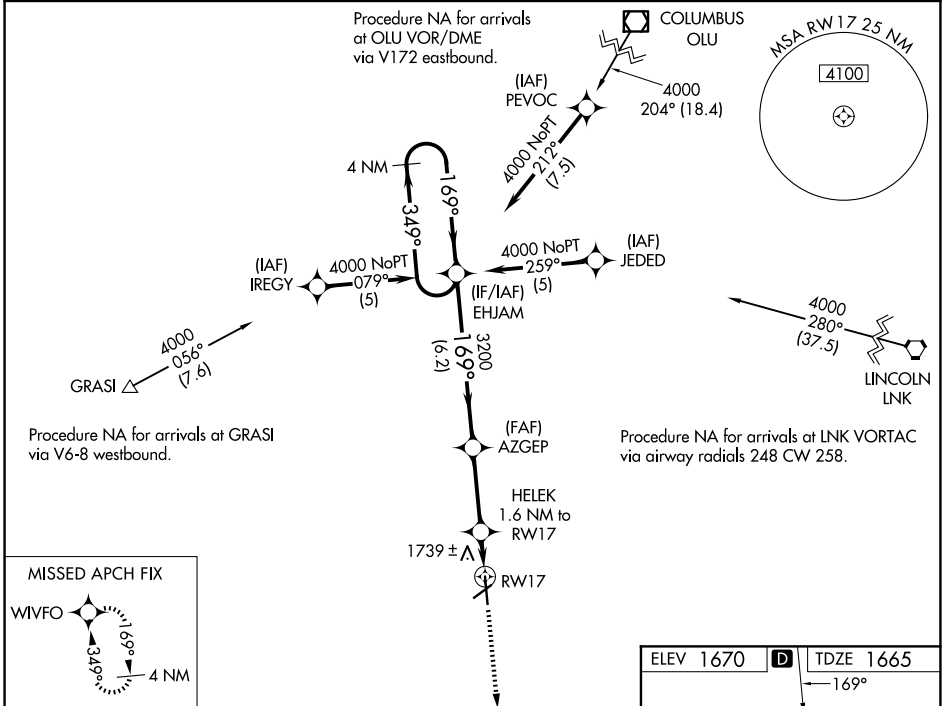 Procedure NA for arrivals
at OLU VOR/DME
via V172 eastbound.
COLUMBUS
OLU
4000
204° (18.4)
MSA RW17 25 NM
4100
(IAF)
PEVOC
4000 NoPT
212°
(7.5)
4 NM
169°
349°
(IAF)
IREGY
4000 NoPT
079°
(5)
4000 NoPT
259°
(5)
(IAF)
JEDED
(IF/IAF)
EHJAM
3200
169°
(6.2)
4000
056°
(7.6)
GRASI
4000
280°
(37.5)
LINCOLN
LNK
Procedure NA for arrivals at GRASI
via V6-8 westbound.
(FAF)
AZGEP
Procedure NA for arrivals at LNK VORTAC
via airway radials 248 CW 258.
HELEK
1.6 NM to
RW17
1739 ±
RW17
MISSED APCH FIX
WIVFO
169°
349°
4 NM
ELEV 1670
D
TDZE 1665
169°